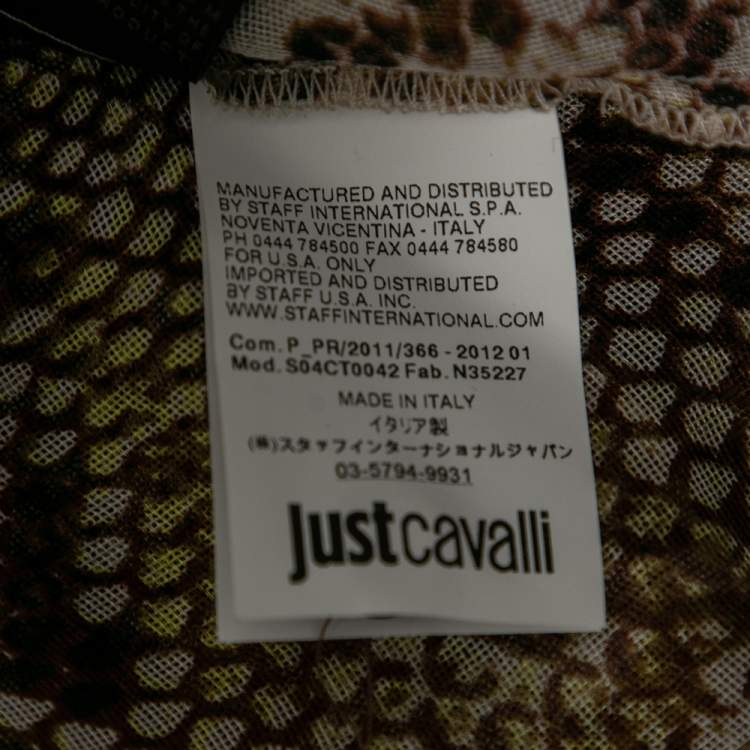 MANUFACTURED AND DISTRIBUTED
BY STAFF INTERNATIONAL S.P.A.
NOVENTA VICENTINA - ITALY
PH 0444 784500 FAX 0444 784580
FOR U.S.A. ONLY
IMPORTED AND DISTRIBUTED
BY STAFF U.S.A. INC.
WWW.STAFFINTERNATIONAL.COM
Com. P_PR/2011/366 - 2012 01
Mod. S04CT0042 Fab. N35227
MADE IN ITALY
イタリア製
(株)スタッフインターナショナルジャパン
03-5794-9931
justcavalli